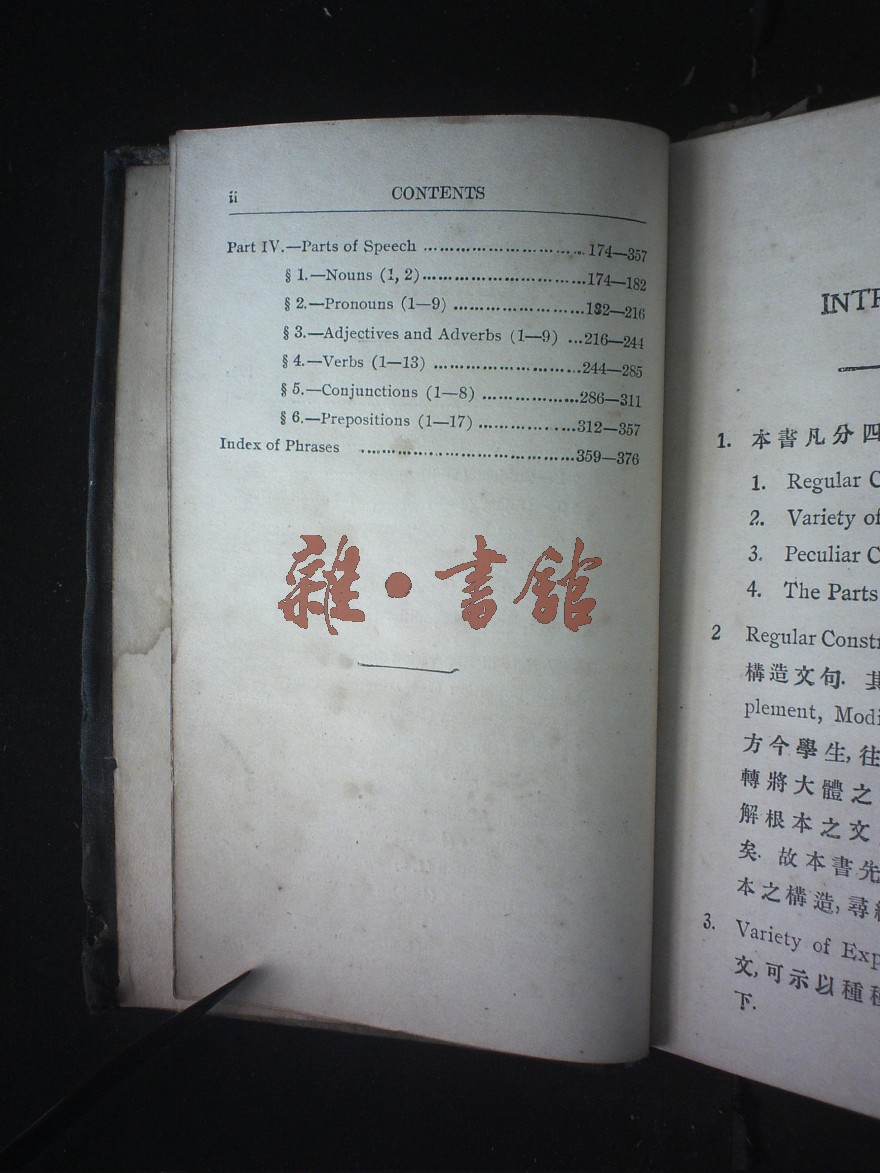 ii CONTENTS
Part IV.—Parts of Speech ..............................174—357
§ 1.—Nouns (1, 2)..............................174—182
§ 2.—Pronouns (1—9) ........................182—216
§ 3.—Adjectives and Adverbs (1—9) ...216—244
§ 4.—Verbs (1—13) ...........................244—285
§ 5.—Conjunctions (1—8) ..................286—311
§ 6.—Prepositions (1—17) ..................312—357
Index of Phrases .......................................359—376
雜•書館
1. 本書凡分四
1. Regular C
2. Variety of
3. Peculiar C
4. The Parts
2 Regular Constr
構造文句. 其
plement, Modi
方今學生, 往
轉將大體之
解根本之文
矣. 故本書先
本之構造, 尋
3. Variety of Exp
文, 可示以種種
下.